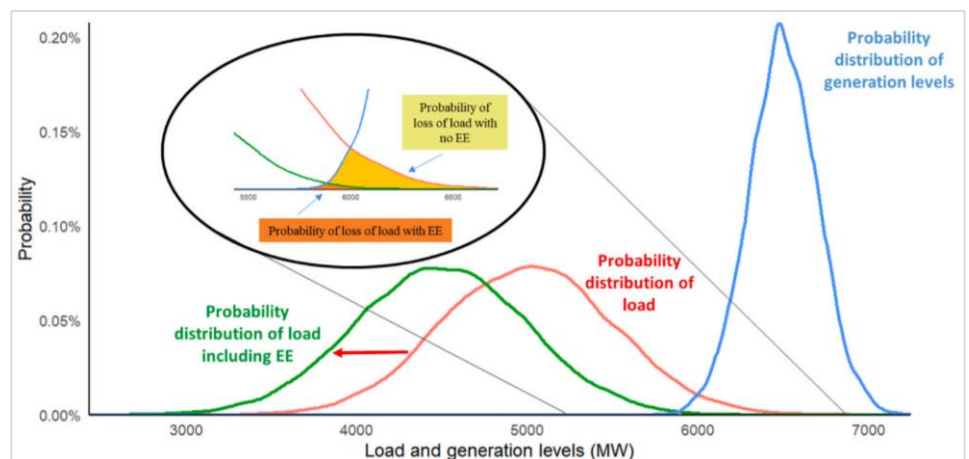 0.20%
0.15%
0.10%
0.05%
0.00%
Probability
Probability
distribution of
generation levels
Probability of
loss of load with
no EE
5500
6000
6500
Probability of loss of load with EE
Probability
distribution of
load
Probability
distribution of load
including EE
3000
4000
5000
6000
7000
Load and generation levels (MW)